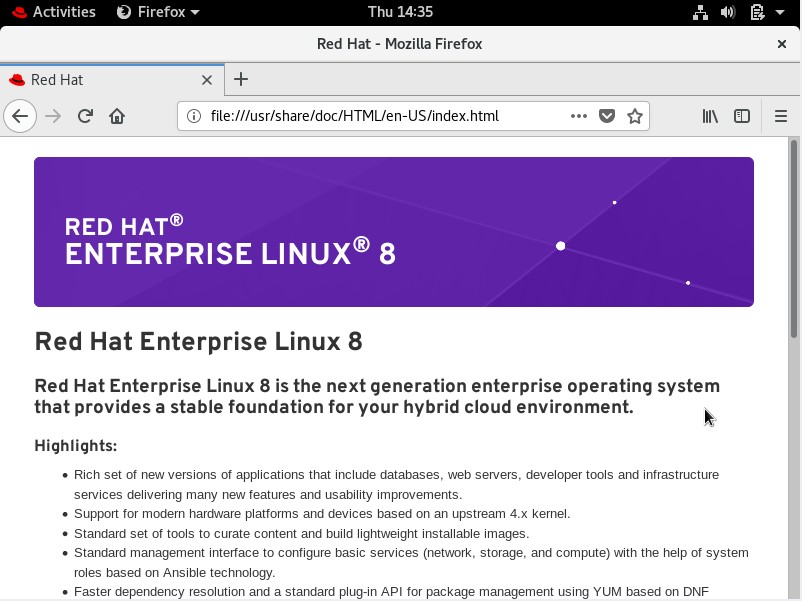 Activities Firefox Thu 14:35
Red Hat - Mozilla Firefox
Red Hat
file:///usr/share/doc/HTML/en-US/index.html
RED HAT®
ENTERPRISE LINUX® 8
Red Hat Enterprise Linux 8
Red Hat Enterprise Linux 8 is the next generation enterprise operating system
that provides a stable foundation for your hybrid cloud environment.
Highlights:
• Rich set of new versions of applications that include databases, web servers, developer tools and infrastructure
services delivering many new features and usability improvements.
• Support for modern hardware platforms and devices based on an upstream 4.x kernel.
• Standard set of tools to curate content and build lightweight installable images.
• Standard management interface to configure basic services (network, storage, and compute) with the help of system
roles based on Ansible technology.
• Faster dependency resolution and a standard plug-in API for package management using YUM based on DNF